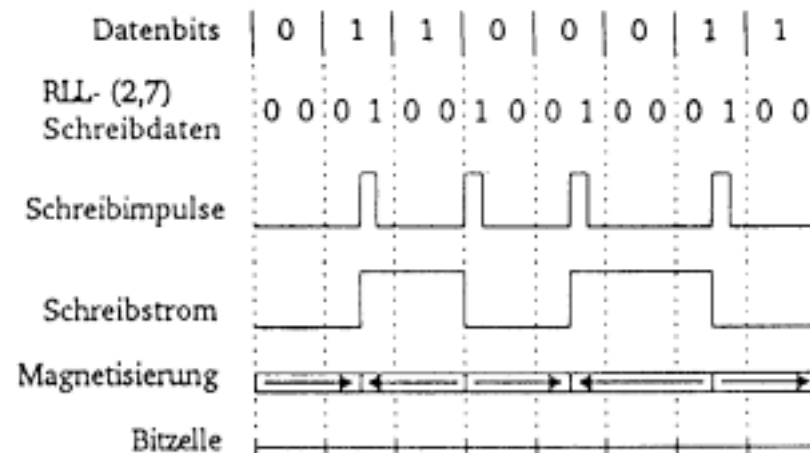 Datenbits | 0 | 1 | 1 | 0 | 0 | 0 | 1 | 1
RLL- (2,7)
Schreibdaten 0 0 0 1 0 0 1 0 0 1 0 0 0 1 0 0
Schreibimpulse
Schreibstrom
Magnetisierung
Bitzelle